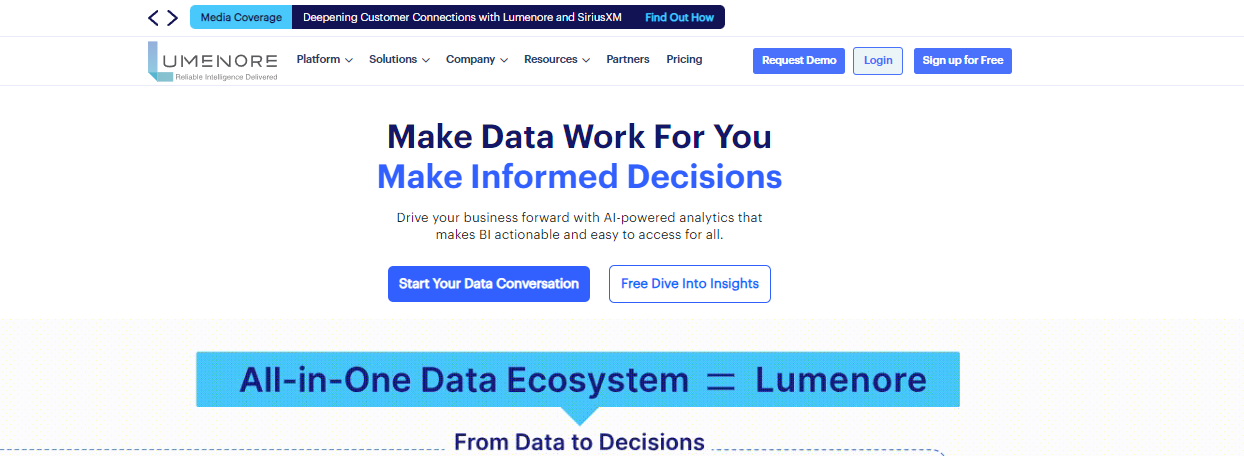 Media Coverage Deepening Customer Connections with Lumenore and SiriusXM Find Out How
LUMENORE
Reliable Intelligence Delivered
Platform Solutions Company Resources Partners Pricing Request Demo Login Sign up for Free
Make Data Work For You
Make Informed Decisions
Drive your business forward with AI-powered analytics that
makes BI actionable and easy to access for all.
Start Your Data Conversation Free Dive Into Insights
All-in-One Data Ecosystem = Lumenore
From Data to Decisions